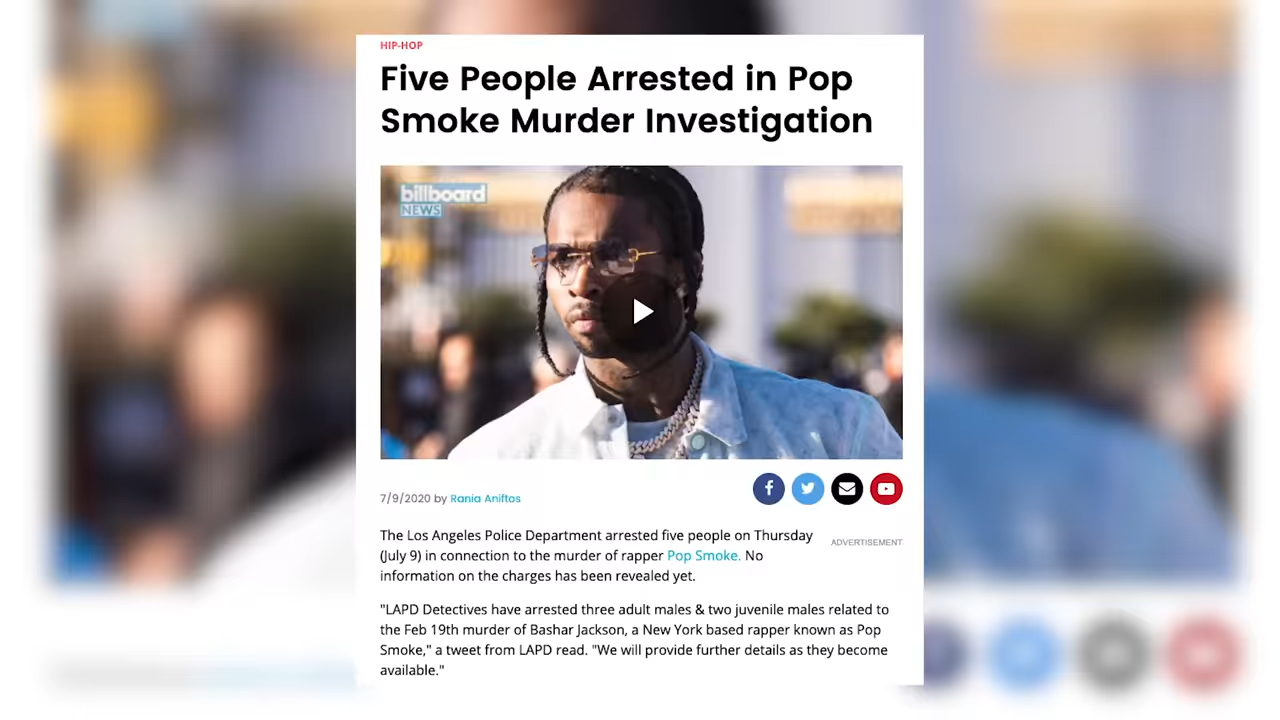 HIP-HOP
Five People Arrested in Pop
Smoke Murder Investigation
billboard
NEWS
7/9/2020 by Rania Aniftos
The Los Angeles Police Department arrested five people on Thursday
(July 9) in connection to the murder of rapper Pop Smoke. No
information on the charges has been revealed yet.
ADVERTISEMENT
"LAPD Detectives have arrested three adult males & two juvenile males related to
the Feb 19th murder of Bashar Jackson, a New York based rapper known as Pop
Smoke," a tweet from LAPD read. "We will provide further details as they become
available."